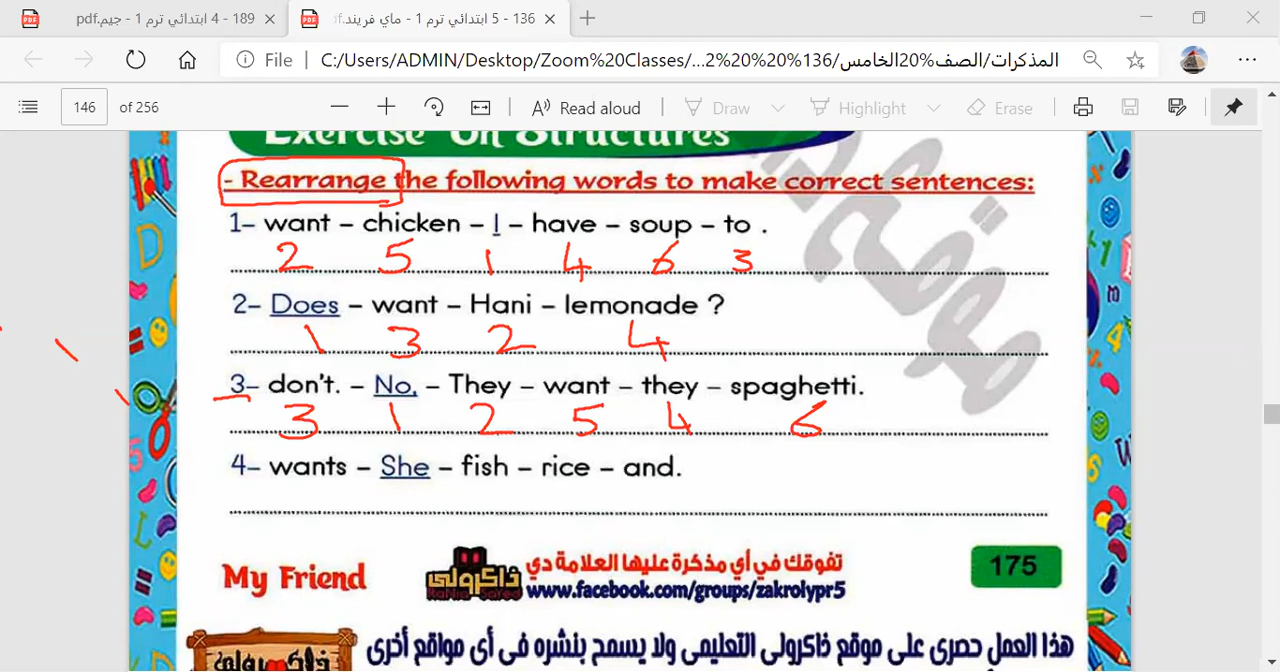 189 - 4 ابتدائي ترم 1 - جيم.pdf
136 - 5 ابتدائي ترم 1 - ماي فريند
File C:/Users/ADMIN/Desktop/Zoom%20Classes/...2%20%20%136/المذكرات/الصف%20الخامس
146 of 256 Read aloud Draw Highlight Erase
Exercise On Structures
- Rearrange the following words to make correct sentences:
1– want – chicken – I – have – soup – to .
2 5 1 4 6 3
2– Does – want – Hani – lemonade ?
1 3 2 4
3– don't. – No, – They – want – they – spaghetti.
3 1 2 5 4 6
4– wants – She – fish – rice – and.
My Friend
ذاكرولى
تفوقك في أي مذكرة عليها العلامة دي
www.facebook.com/groups/zakrolypr5
175
هذا العمل حصرى على موقع ذاكرولى التعليمى ولا يسمح بنشره فى أى مواقع أخرى
ذاكرولى